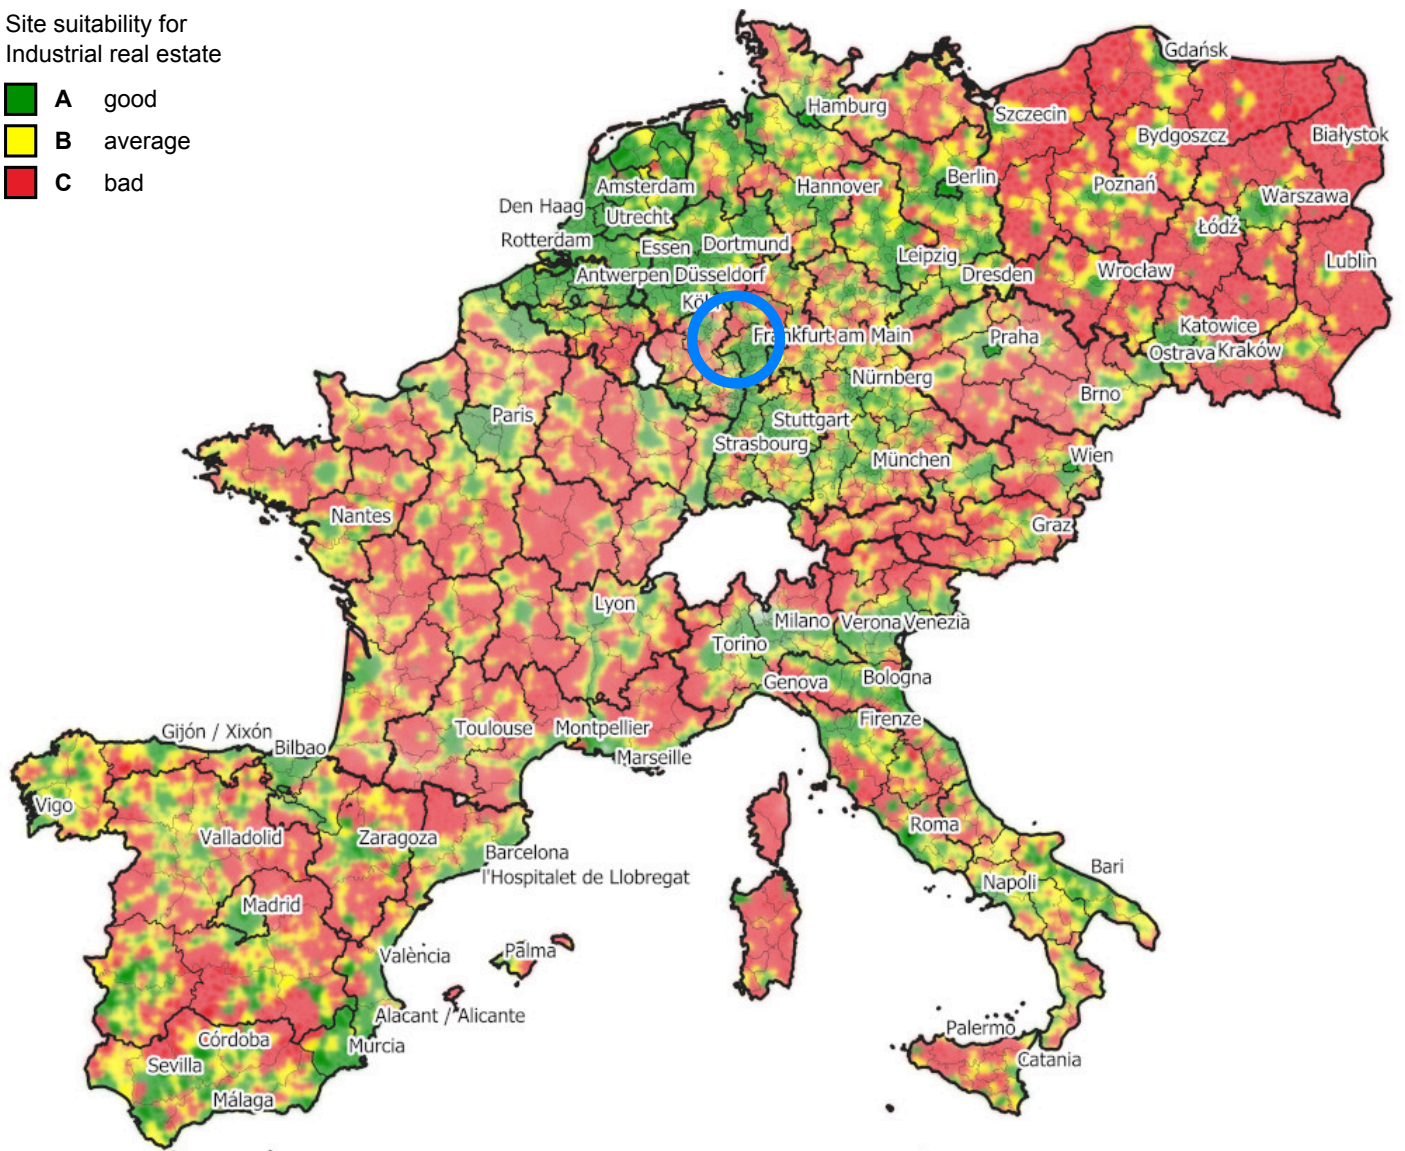 Site suitability for
Industrial real estate
A good
B average
C bad
Gdańsk
Hamburg
Szczecin
Bydgoszcz
Białystok
Amsterdam
Hannover
Berlin
Poznań
Warszawa
Den Haag
Utrecht
Łódź
Rotterdam
Essen
Dortmund
Leipzig
Lublin
Antwerpen
Düsseldorf
Dresden
Wrocław
Köln
Frankfurt am Main
Praha
Katowice
Ostrava
Kraków
Nürnberg
Brno
Paris
Stuttgart
Strasbourg
München
Wien
Nantes
Graz
Lyon
Milano
Verona
Venezia
Torino
Genova
Bologna
Firenze
Gijón / Xixón
Bilbao
Toulouse
Montpellier
Marseille
Vigo
Valladolid
Zaragoza
Roma
Barcelona
l'Hospitalet de Llobregat
Bari
Napoli
Madrid
València
Palma
Alacant / Alicante
Palermo
Córdoba
Murcia
Sevilla
Catania
Málaga